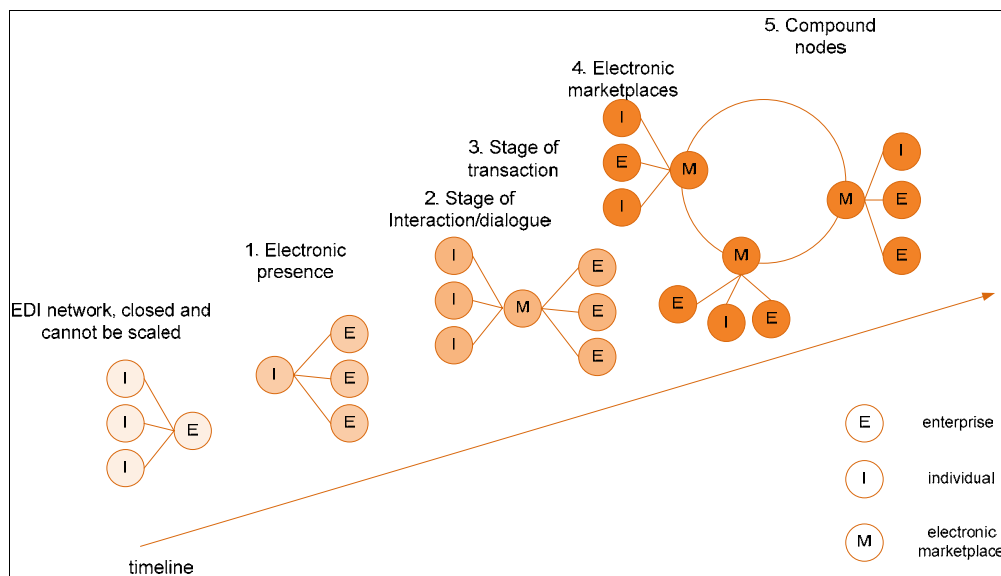 5. Compound
nodes
4. Electronic
marketplaces
3. Stage of
transaction
2. Stage of
Interaction/dialogue
1. Electronic
presence
EDI network, closed and
cannot be scaled
I
E
I
M
M
I
E
E
I
I
I
M
E
E
E
M
E
I
E
I
E
E
E
I
I
I
E
E
enterprise
I
individual
M
electronic
marketplace
timeline